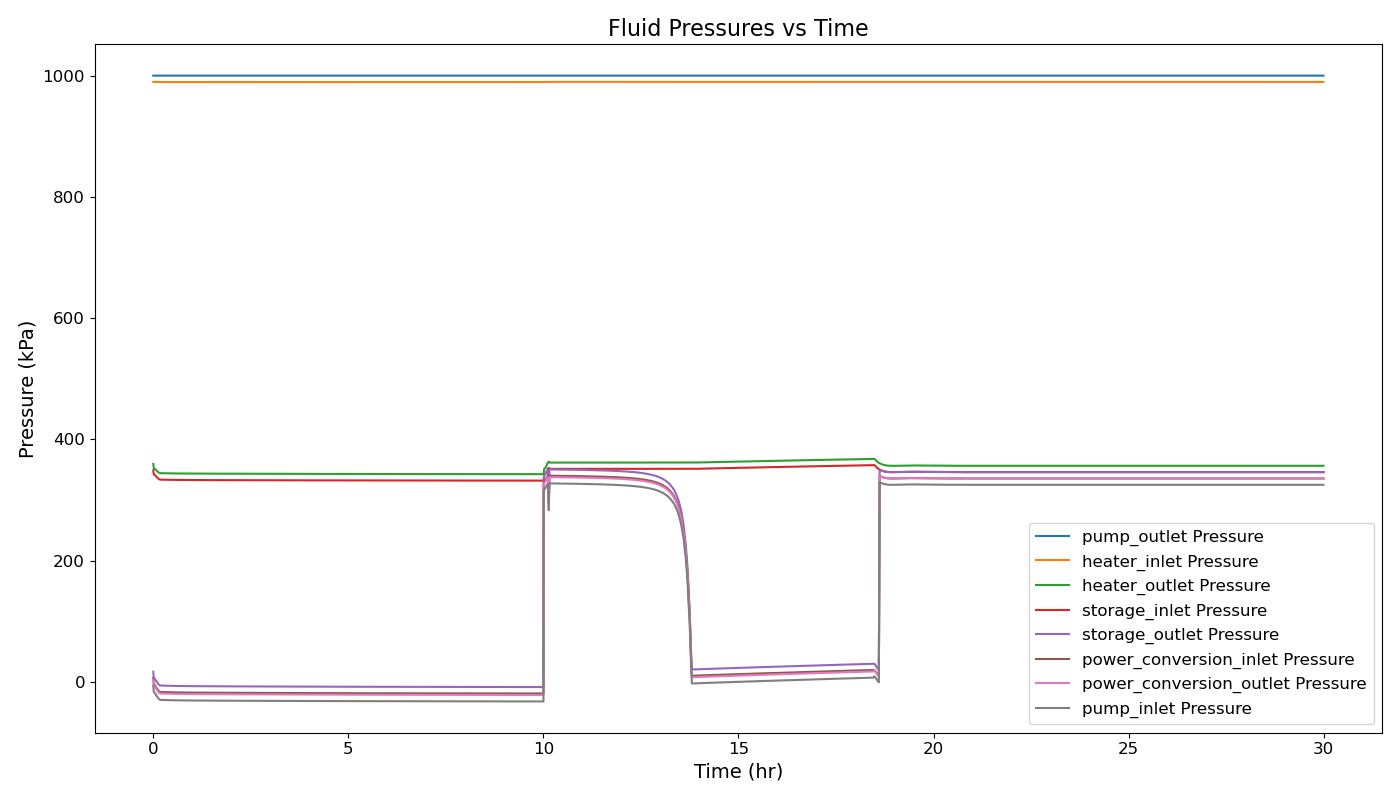 Fluid Pressures vs Time
Pressure (kPa)
1000
800
600
400
200
0
0
5
10
15
20
25
30
Time (hr)
pump_outlet Pressure
heater_inlet Pressure
heater_outlet Pressure
storage_inlet Pressure
storage_outlet Pressure
power_conversion_inlet Pressure
power_conversion_outlet Pressure
pump_inlet Pressure